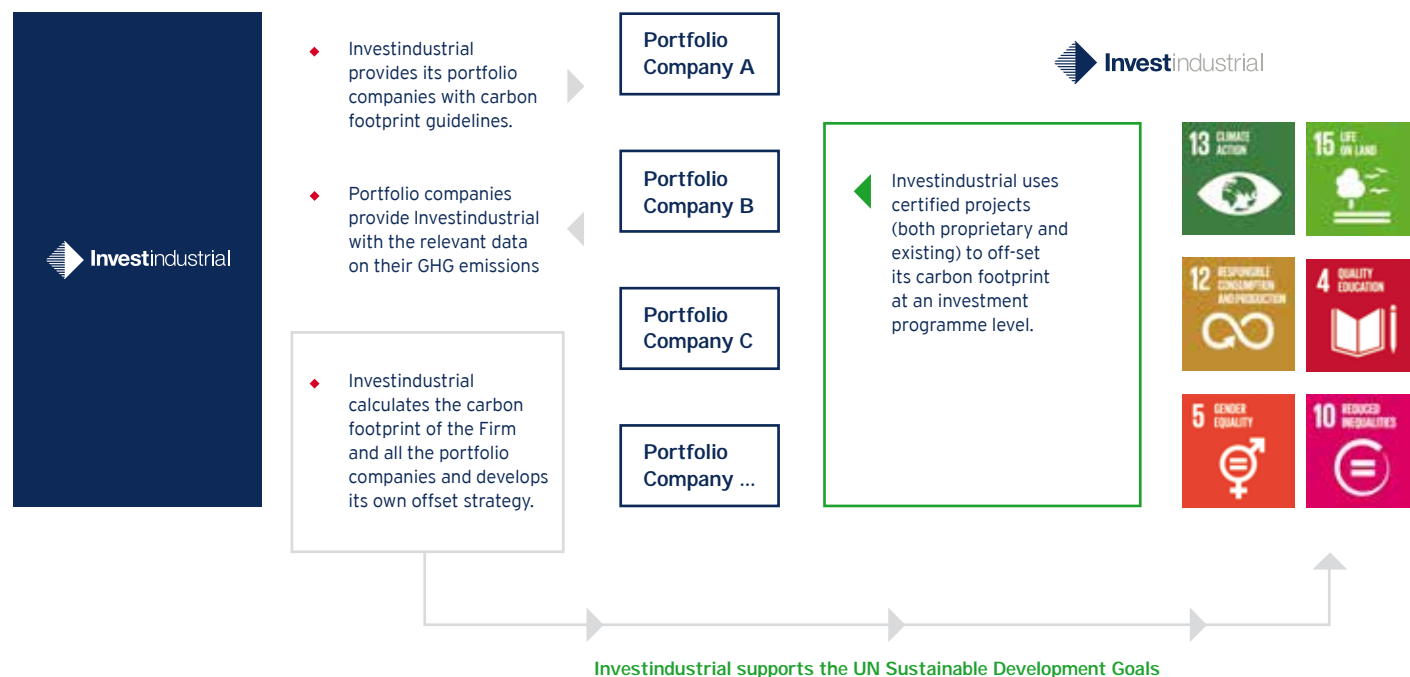 Investindustrial
Investindustrial
provides its portfolio
companies with carbon
footprint guidelines.
Portfolio companies
provide Investindustrial
with the relevant data
on their GHG emissions
Investindustrial
calculates the carbon
footprint of the Firm
and all the portfolio
companies and develops
its own offset strategy.
Portfolio
Company A
Portfolio
Company B
Portfolio
Company C
Portfolio
Company ...
Investindustrial uses
certified projects
(both proprietary and
existing) to off-set
its carbon footprint
at an investment
programme level.
Investindustrial
13 CLIMATE
ACTION
15 LIFE
ON LAND
12 RESPONSIBLE
CONSUMPTION
AND PRODUCTION
4 QUALITY
EDUCATION
5 GENDER
EQUALITY
10 REDUCED
INEQUALITIES
Investindustrial supports the UN Sustainable Development Goals